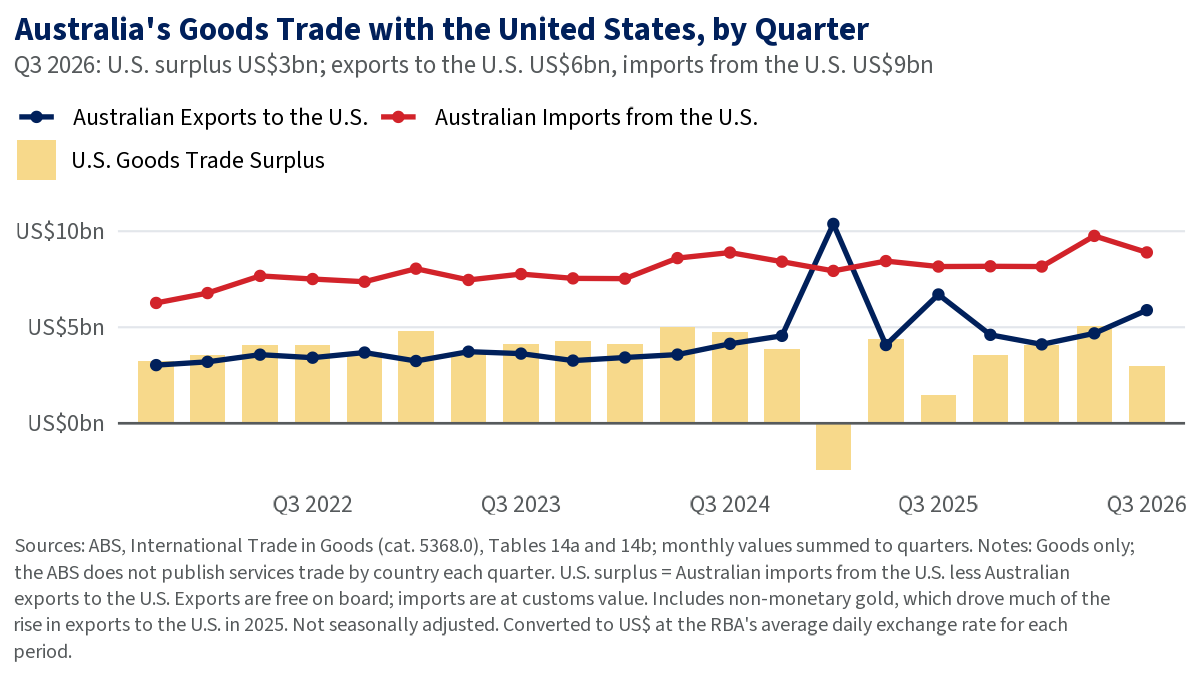 Australia's Goods Trade with the United States, by Quarter
Q3 2026: U.S. surplus US$3bn; exports to the U.S. US$6bn, imports from the U.S. US$9bn
Australian Exports to the U.S.
Australian Imports from the U.S.
U.S. Goods Trade Surplus
US$10bn
US$5bn
US$0bn
Q3 2022
Q3 2023
Q3 2024
Q3 2025
Q3 2026
Sources: ABS, International Trade in Goods (cat. 5368.0), Tables 14a and 14b; monthly values summed to quarters. Notes: Goods only;
the ABS does not publish services trade by country each quarter. U.S. surplus = Australian imports from the U.S. less Australian
exports to the U.S. Exports are free on board; imports are at customs value. Includes non-monetary gold, which drove much of the
rise in exports to the U.S. in 2025. Not seasonally adjusted. Converted to US$ at the RBA's average daily exchange rate for each
period.